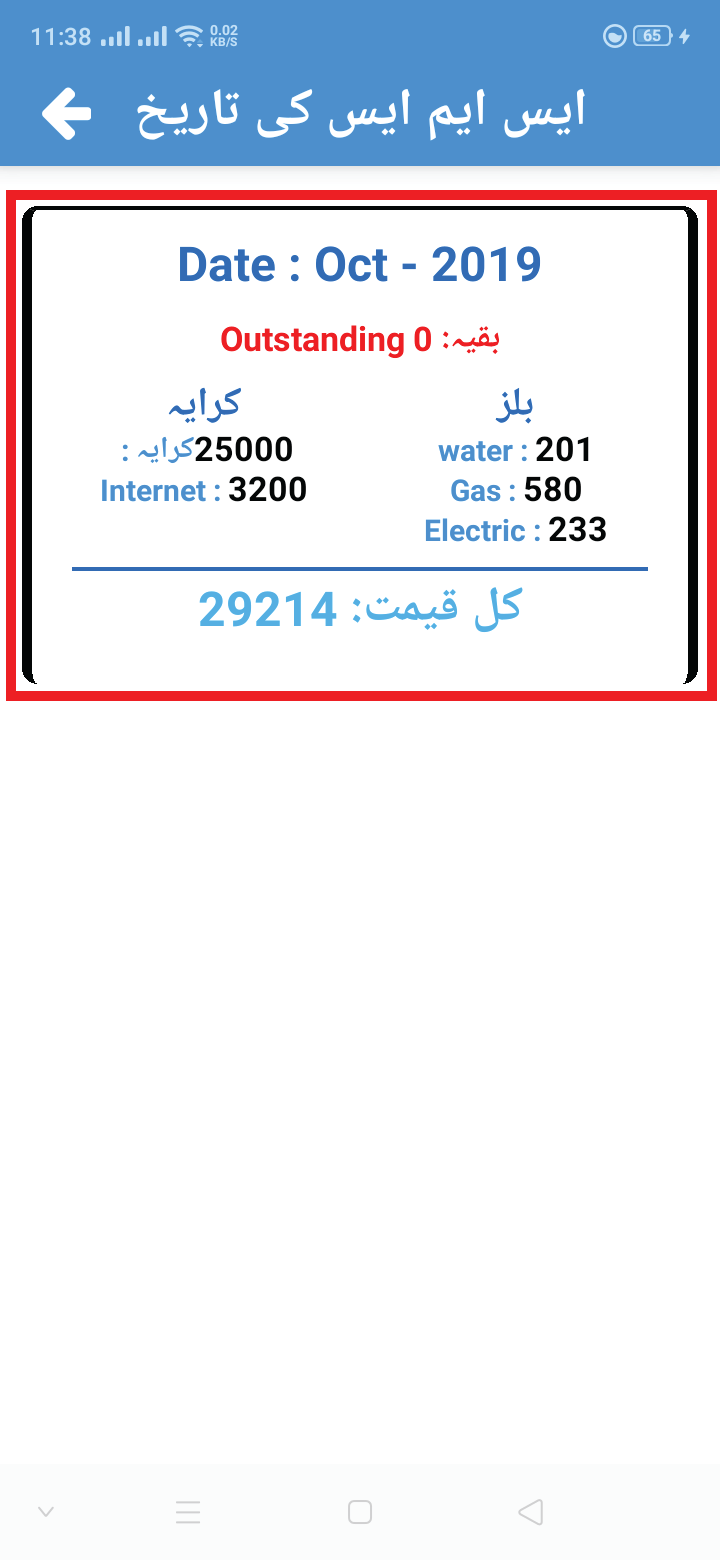 11:38 0.02 KB/S 65
ایس ایم ایس کی تاریخ
Date : Oct - 2019
Outstanding 0 بقیہ:
کرایہ
کرایہ : 25000
Internet : 3200
بلز
water : 201
Gas : 580
Electric : 233
کل قیمت: 29214